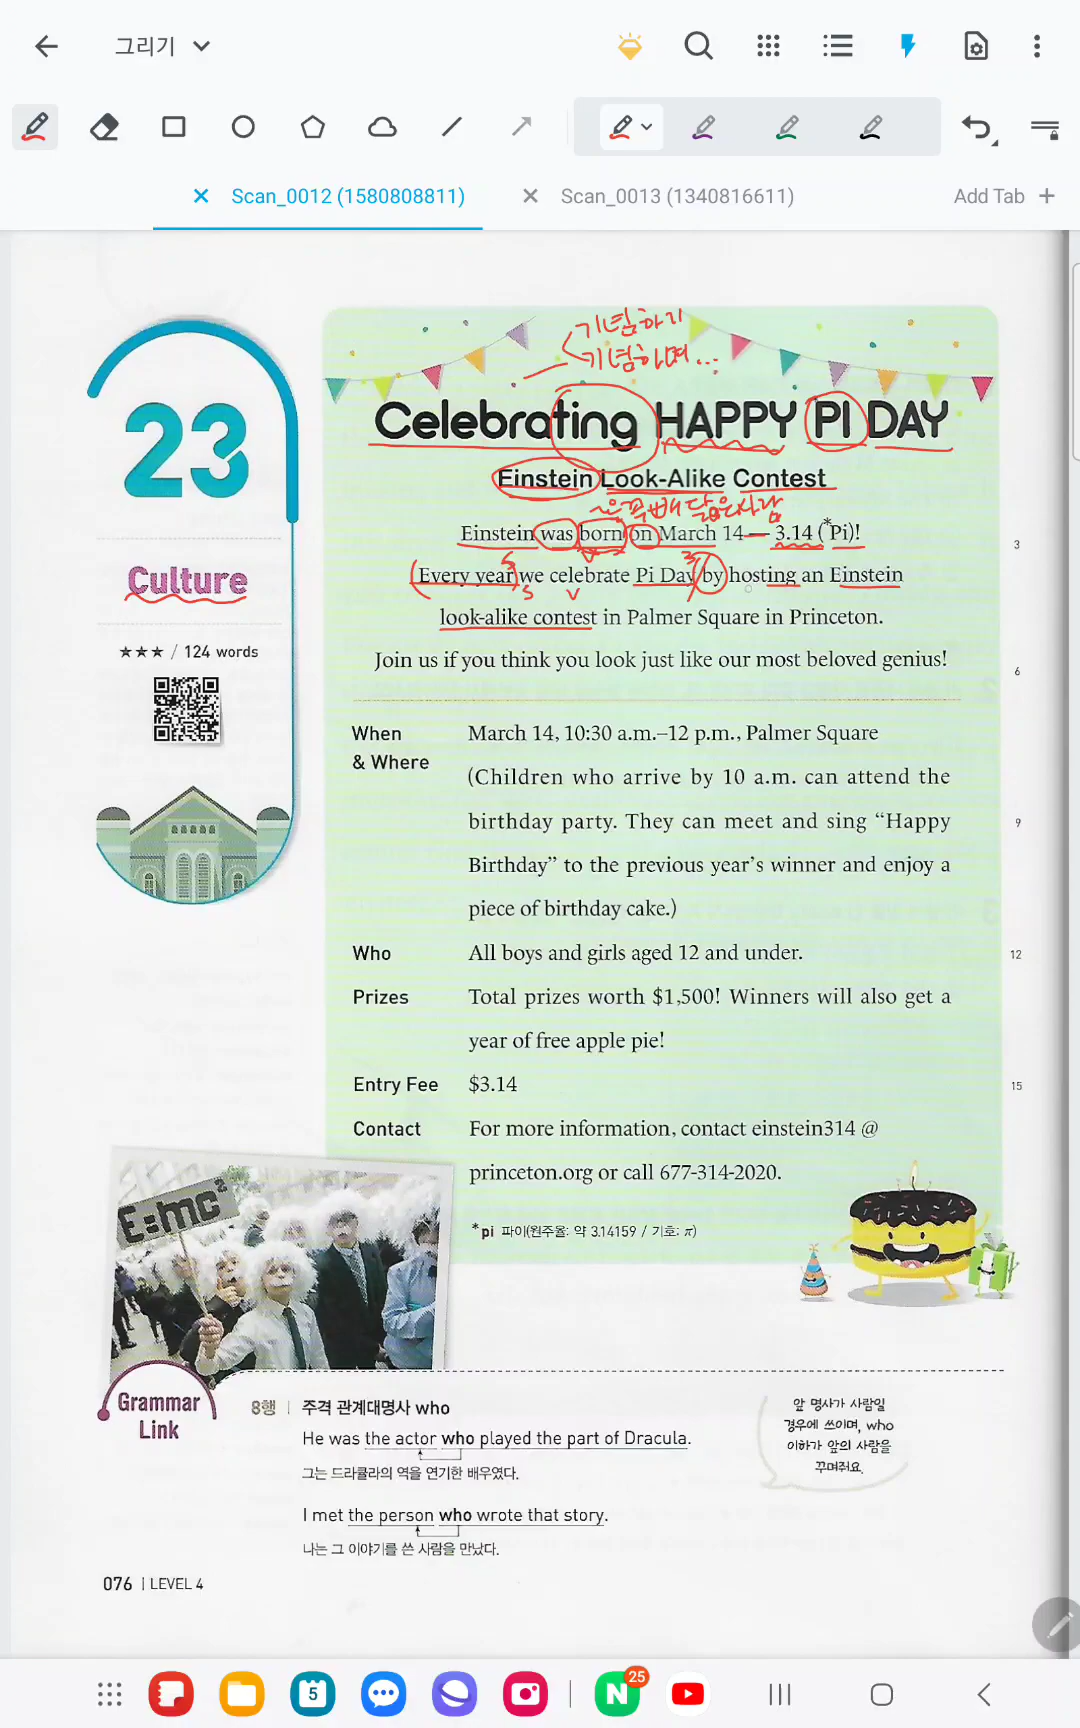 그리기
Scan_0012 (1580808811)
Scan_0013 (1340816611)
Add Tab
기념하기
기념하며...
23
Celebrating HAPPY PI DAY
Einstein Look-Alike Contest
Einstein was born on March 14 — 3.14 (*Pi)!
3
Culture
Every year, we celebrate Pi Day by hosting an Einstein
S V
look-alike contest in Palmer Square in Princeton.
★★★ / 124 words
Join us if you think you look just like our most beloved genius!
6
When
& Where
March 14, 10:30 a.m.–12 p.m., Palmer Square
(Children who arrive by 10 a.m. can attend the
birthday party. They can meet and sing “Happy
9
Birthday” to the previous year’s winner and enjoy a
piece of birthday cake.)
Who
All boys and girls aged 12 and under.
12
Prizes
Total prizes worth $1,500! Winners will also get a
year of free apple pie!
Entry Fee
$3.14
15
Contact
For more information, contact einstein314 @
princeton.org or call 677-314-2020.
*pi 파이(원주율: 약 3.14159 / 기호: π)
E=mc²
Grammar
Link
8행 | 주격 관계대명사 who
He was the actor who played the part of Dracula.
그는 드라큘라의 역을 연기한 배우였다.
I met the person who wrote that story.
나는 그 이야기를 쓴 사람을 만났다.
앞 명사가 사람일
경우에 쓰이며, who
이하가 앞의 사람을
꾸며줘요.
076 | LEVEL 4
5
N
25